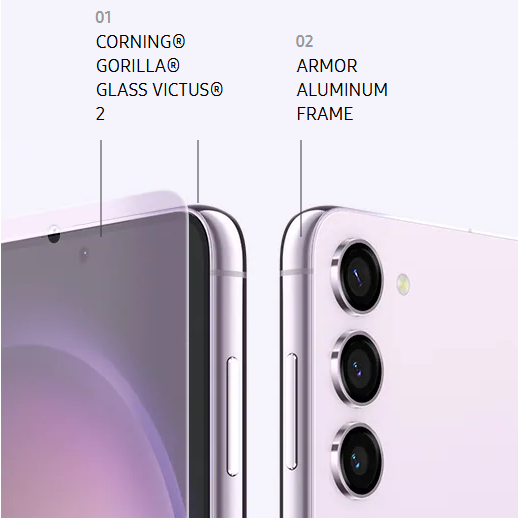 01
CORNING®
GORILLA®
GLASS VICTUS®
2
02
ARMOR
ALUMINUM
FRAME